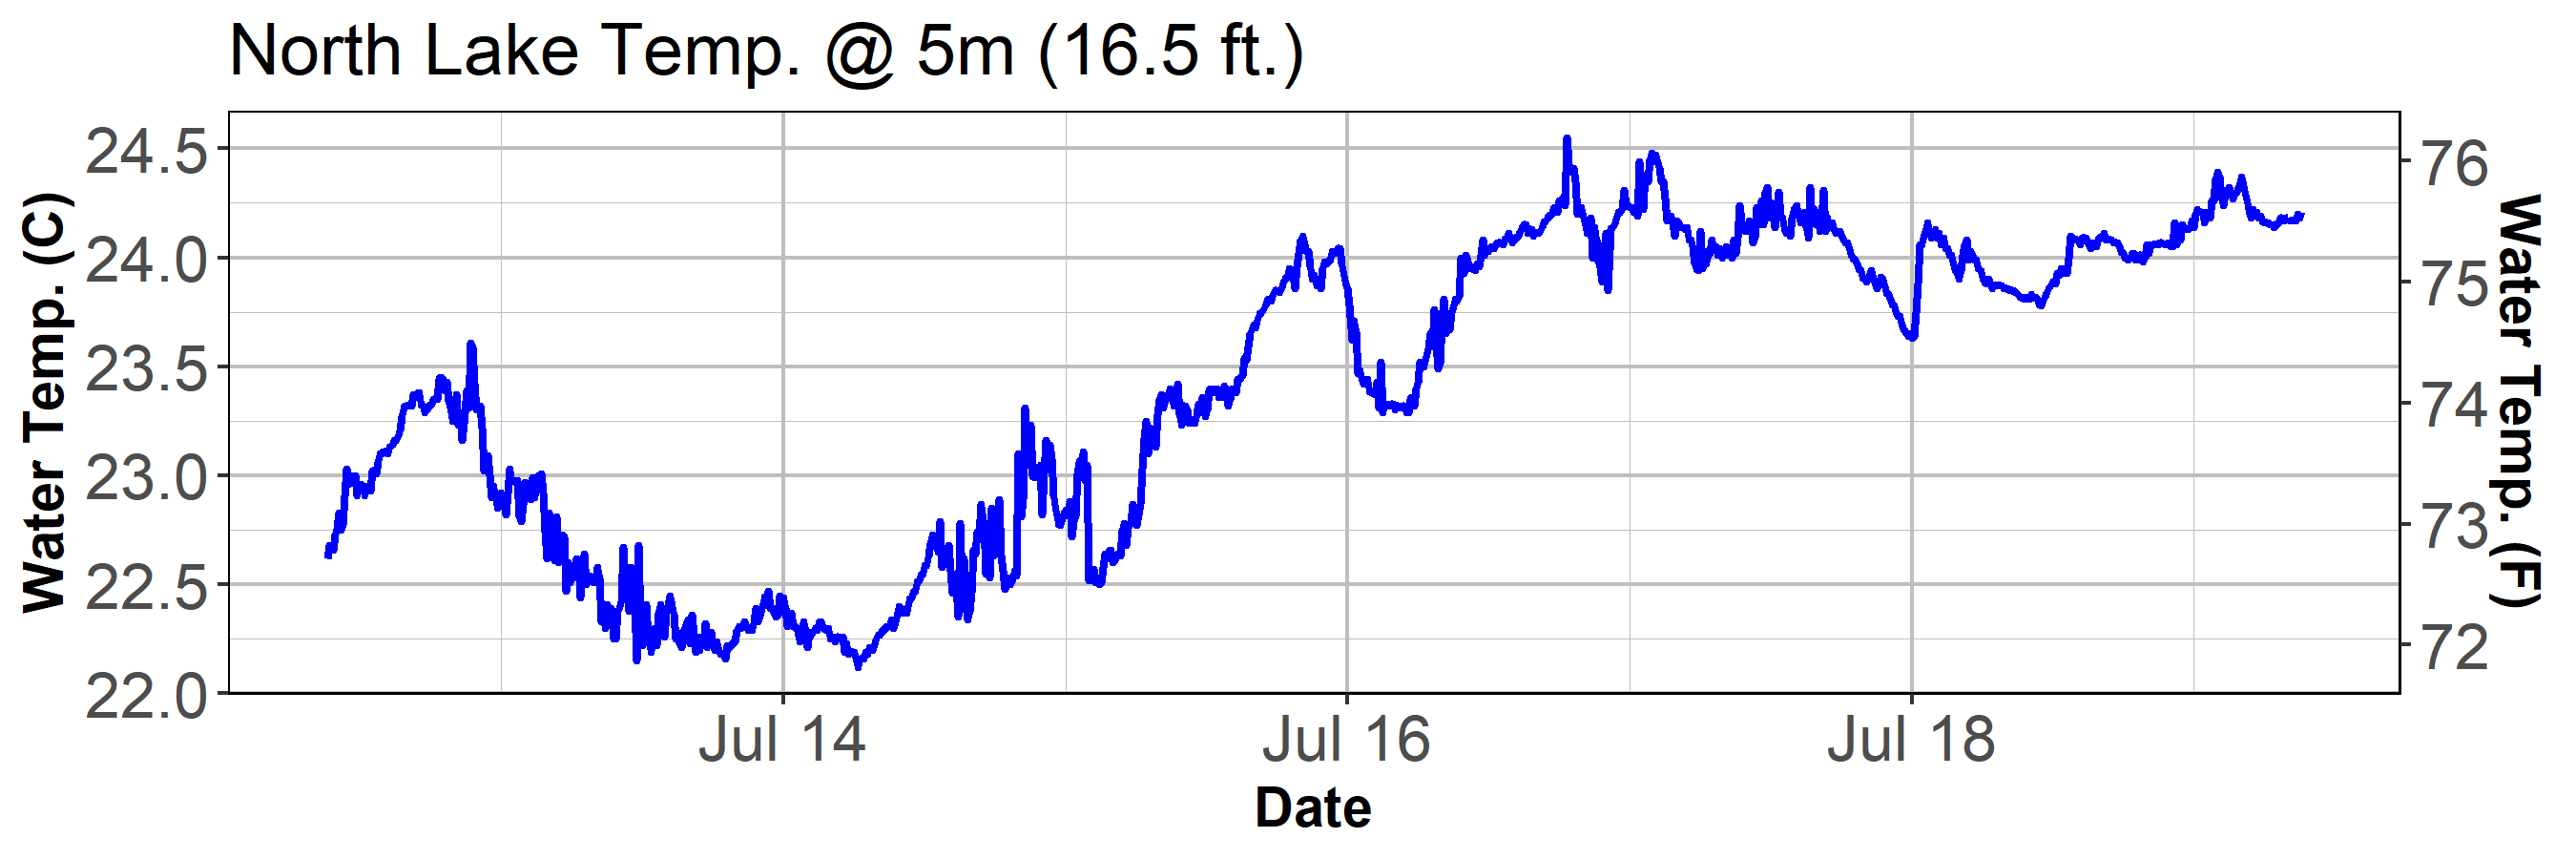 North Lake Temp. @ 5m (16.5 ft.)
Water Temp. (C)
24.5
24.0
23.5
23.0
22.5
22.0
76
75
74
73
72
Water Temp. (F)
Jul 14 Jul 16 Jul 18
Date